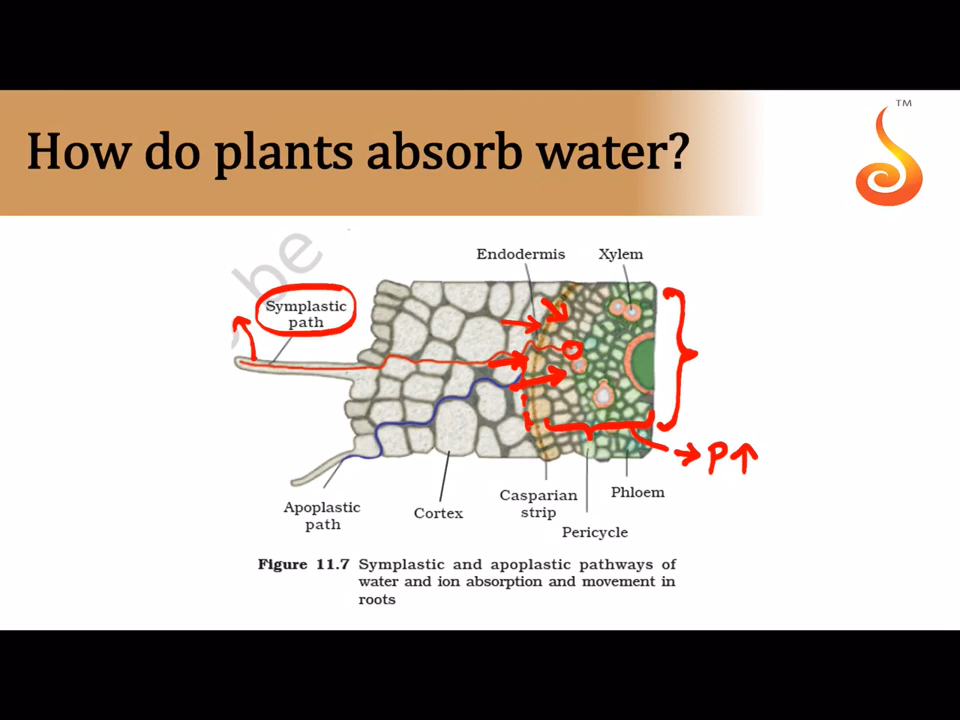 TM
How do plants absorb water?
be
Endodermis
Xylem
Symplastic
path
P↑
Apoplastic
path
Cortex
Casparian
strip
Phloem
Pericycle
Figure 11.7 Symplastic and apoplastic pathways of
water and ion absorption and movement in
roots